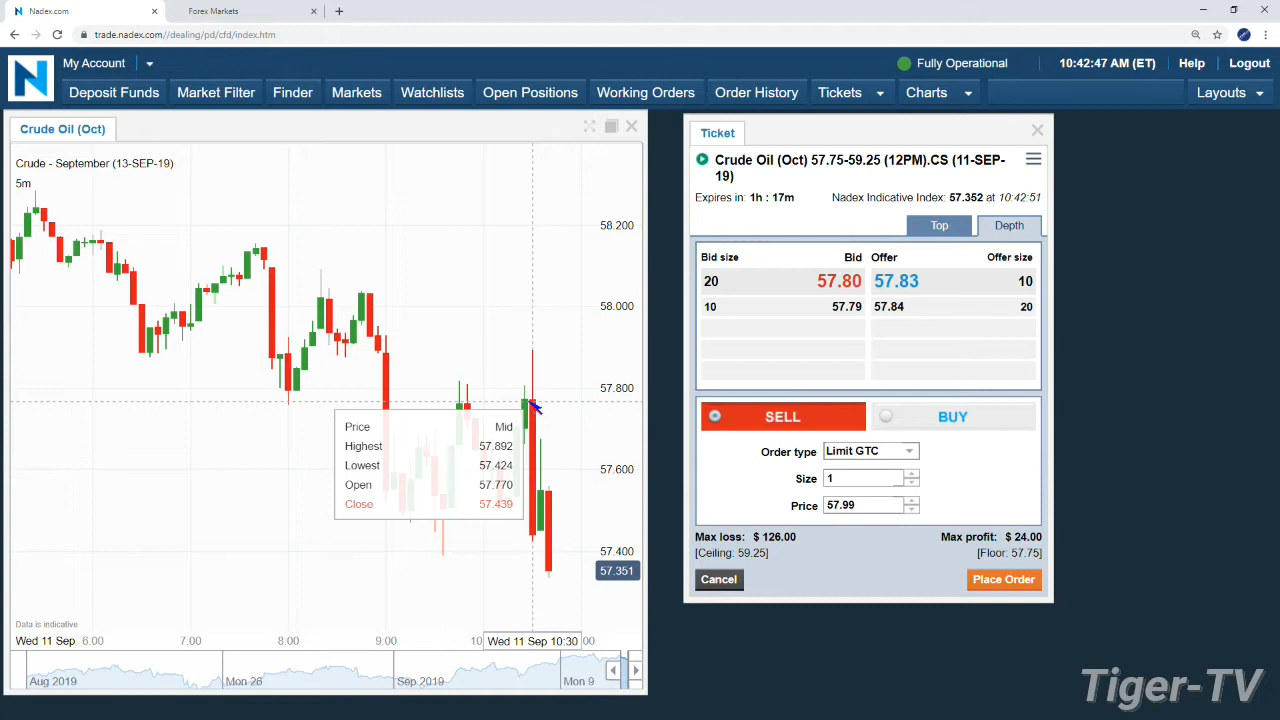 Nadex.com
Forex Markets
trade.nadex.com//dealing/pd/cfd/index.htm
N
My Account
Fully Operational
10:42:47 AM (ET)
Help
Logout
Deposit Funds
Market Filter
Finder
Markets
Watchlists
Open Positions
Working Orders
Order History
Tickets
Charts
Layouts
Crude Oil (Oct)
Crude - September (13-SEP-19)
5m
58.200
58.000
57.800
57.600
57.400
57.351
Price Mid
Highest 57.892
Lowest 57.424
Open 57.770
Close 57.439
Data is indicative
Wed 11 Sep 6:00 7:00 8:00 9:00 10 Wed 11 Sep 10:30 :00
Aug 2019 Mon 26 Sep 2019 Mon 9
Ticket
Crude Oil (Oct) 57.75-59.25 (12PM).CS (11-SEP-
19)
Expires in: 1h : 17m Nadex Indicative Index: 57.352 at 10:42:51
Top Depth
Bid size Bid Offer Offer size
20 57.80 57.83 10
10 57.79 57.84 20
SELL BUY
Order type Limit GTC
Size 1
Price 57.99
Max loss: $ 126.00 Max profit: $ 24.00
[Ceiling: 59.25] [Floor: 57.75]
Cancel Place Order
Tiger-TV